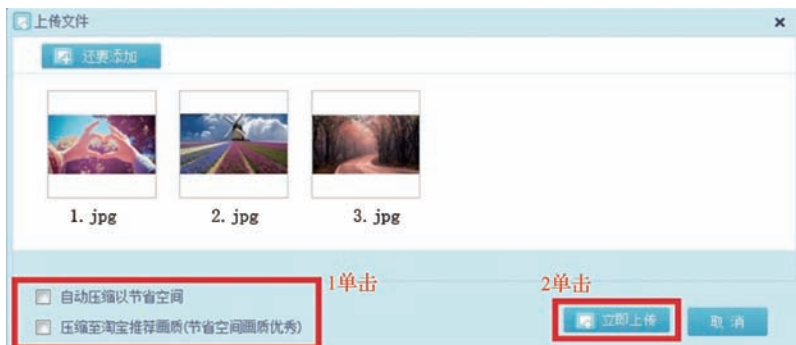 上传文件
还要添加
1. jpg 2. jpg 3. jpg
1单击
2单击
自动压缩以节省空间
压缩至淘宝推荐画质(节省空间画质优秀)
立即上传 取消